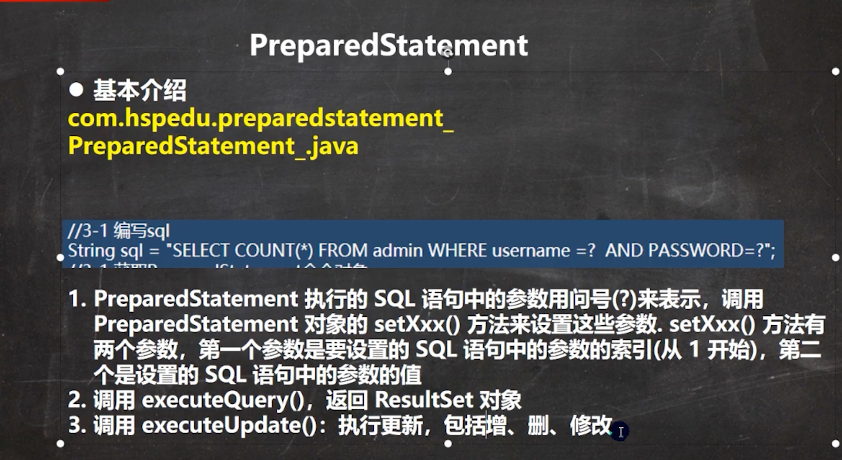 PreparedStatement
● 基本介绍
com.hspedu.preparedstatement_
PreparedStatement_.java
//3-1 编写sql
String sql = "SELECT COUNT(*) FROM admin WHERE username =?  AND PASSWORD=?";
1. PreparedStatement 执行的 SQL 语句中的参数用问号(?)来表示，调用
PreparedStatement 对象的 setXxx() 方法来设置这些参数. setXxx() 方法有
两个参数，第一个参数是要设置的 SQL 语句中的参数的索引(从 1 开始)，第二
个是设置的 SQL 语句中的参数的值
2. 调用 executeQuery()，返回 ResultSet 对象
3. 调用 executeUpdate()：执行更新，包括增、删、修改